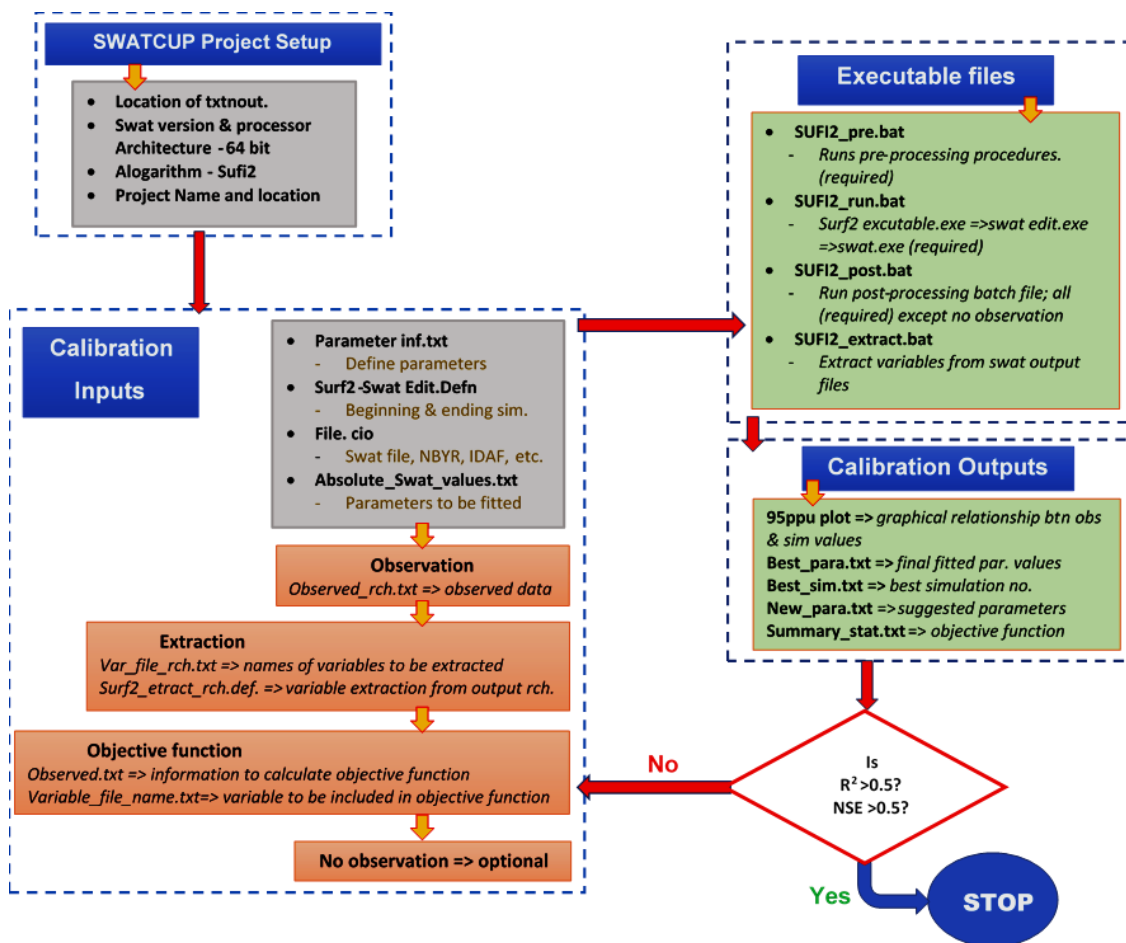 SWATCUP Project Setup
• Location of txtnout.
• Swat version & processor
Architecture - 64 bit
• Alogarithm - Sufi2
• Project Name and location
Calibration
Inputs
• Parameter inf.txt
- Define parameters
• Surf2-Swat Edit.Defn
- Beginning & ending sim.
• File. cio
- Swat file, NBYR, IDAF, etc.
• Absolute_Swat_values.txt
- Parameters to be fitted
Observation
Observed_rch.txt => observed data
Extraction
Var_file_rch.txt => names of variables to be extracted
Surf2_etract_rch.def. => variable extraction from output rch.
Objective function
Observed.txt => information to calculate objective function
Variable_file_name.txt=> variable to be included in objective function
No observation => optional
Executable files
• SUFI2_pre.bat
- Runs pre-processing procedures.
(required)
• SUFI2_run.bat
- Surf2 excutable.exe =>swat edit.exe
=>swat.exe (required)
• SUFI2_post.bat
- Run post-processing batch file; all
(required) except no observation
• SUFI2_extract.bat
- Extract variables from swat output
files
Calibration Outputs
95ppu plot => graphical relationship btn obs
& sim values
Best_para.txt => final fitted par. values
Best_sim.txt => best simulation no.
New_para.txt =>suggested parameters
Summary_stat.txt => objective function
Is
R² >0.5?
NSE >0.5?
No
Yes
STOP